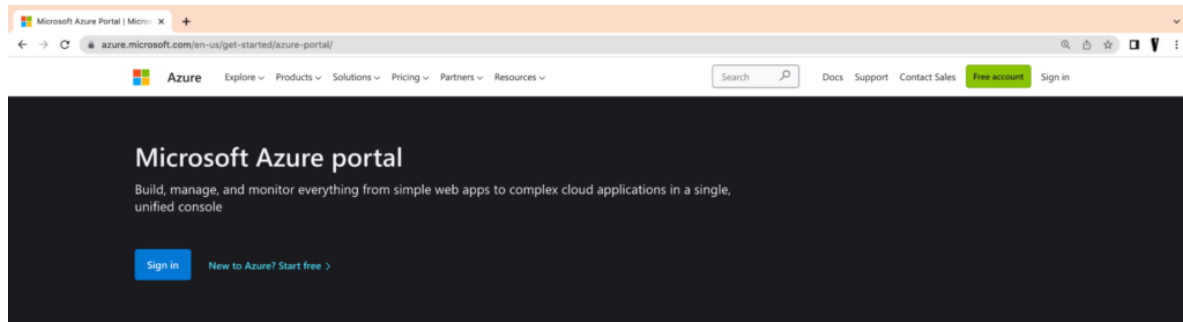 Microsoft Azure Portal | Micros
azure.microsoft.com/en-us/get-started/azure-portal/
Azure Explore Products Solutions Pricing Partners Resources Search Docs Support Contact Sales Free account Sign in
Microsoft Azure portal
Build, manage, and monitor everything from simple web apps to complex cloud applications in a single,
unified console
Sign in New to Azure? Start free >